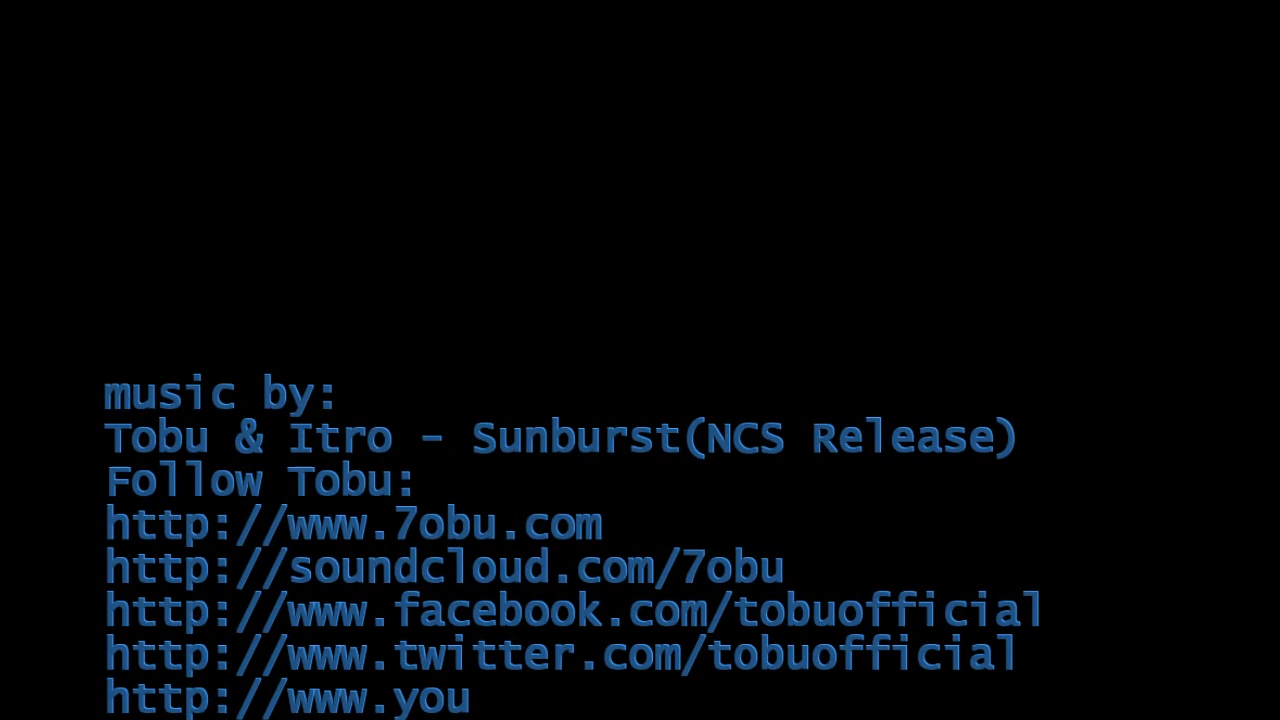 music by:
Tobu & Itro - Sunburst(NCS Release)
Follow Tobu:
http://www.7obu.com
http://soundcloud.com/7obu
http://www.facebook.com/tobuofficial
http://www.twitter.com/tobuofficial
http://www.you